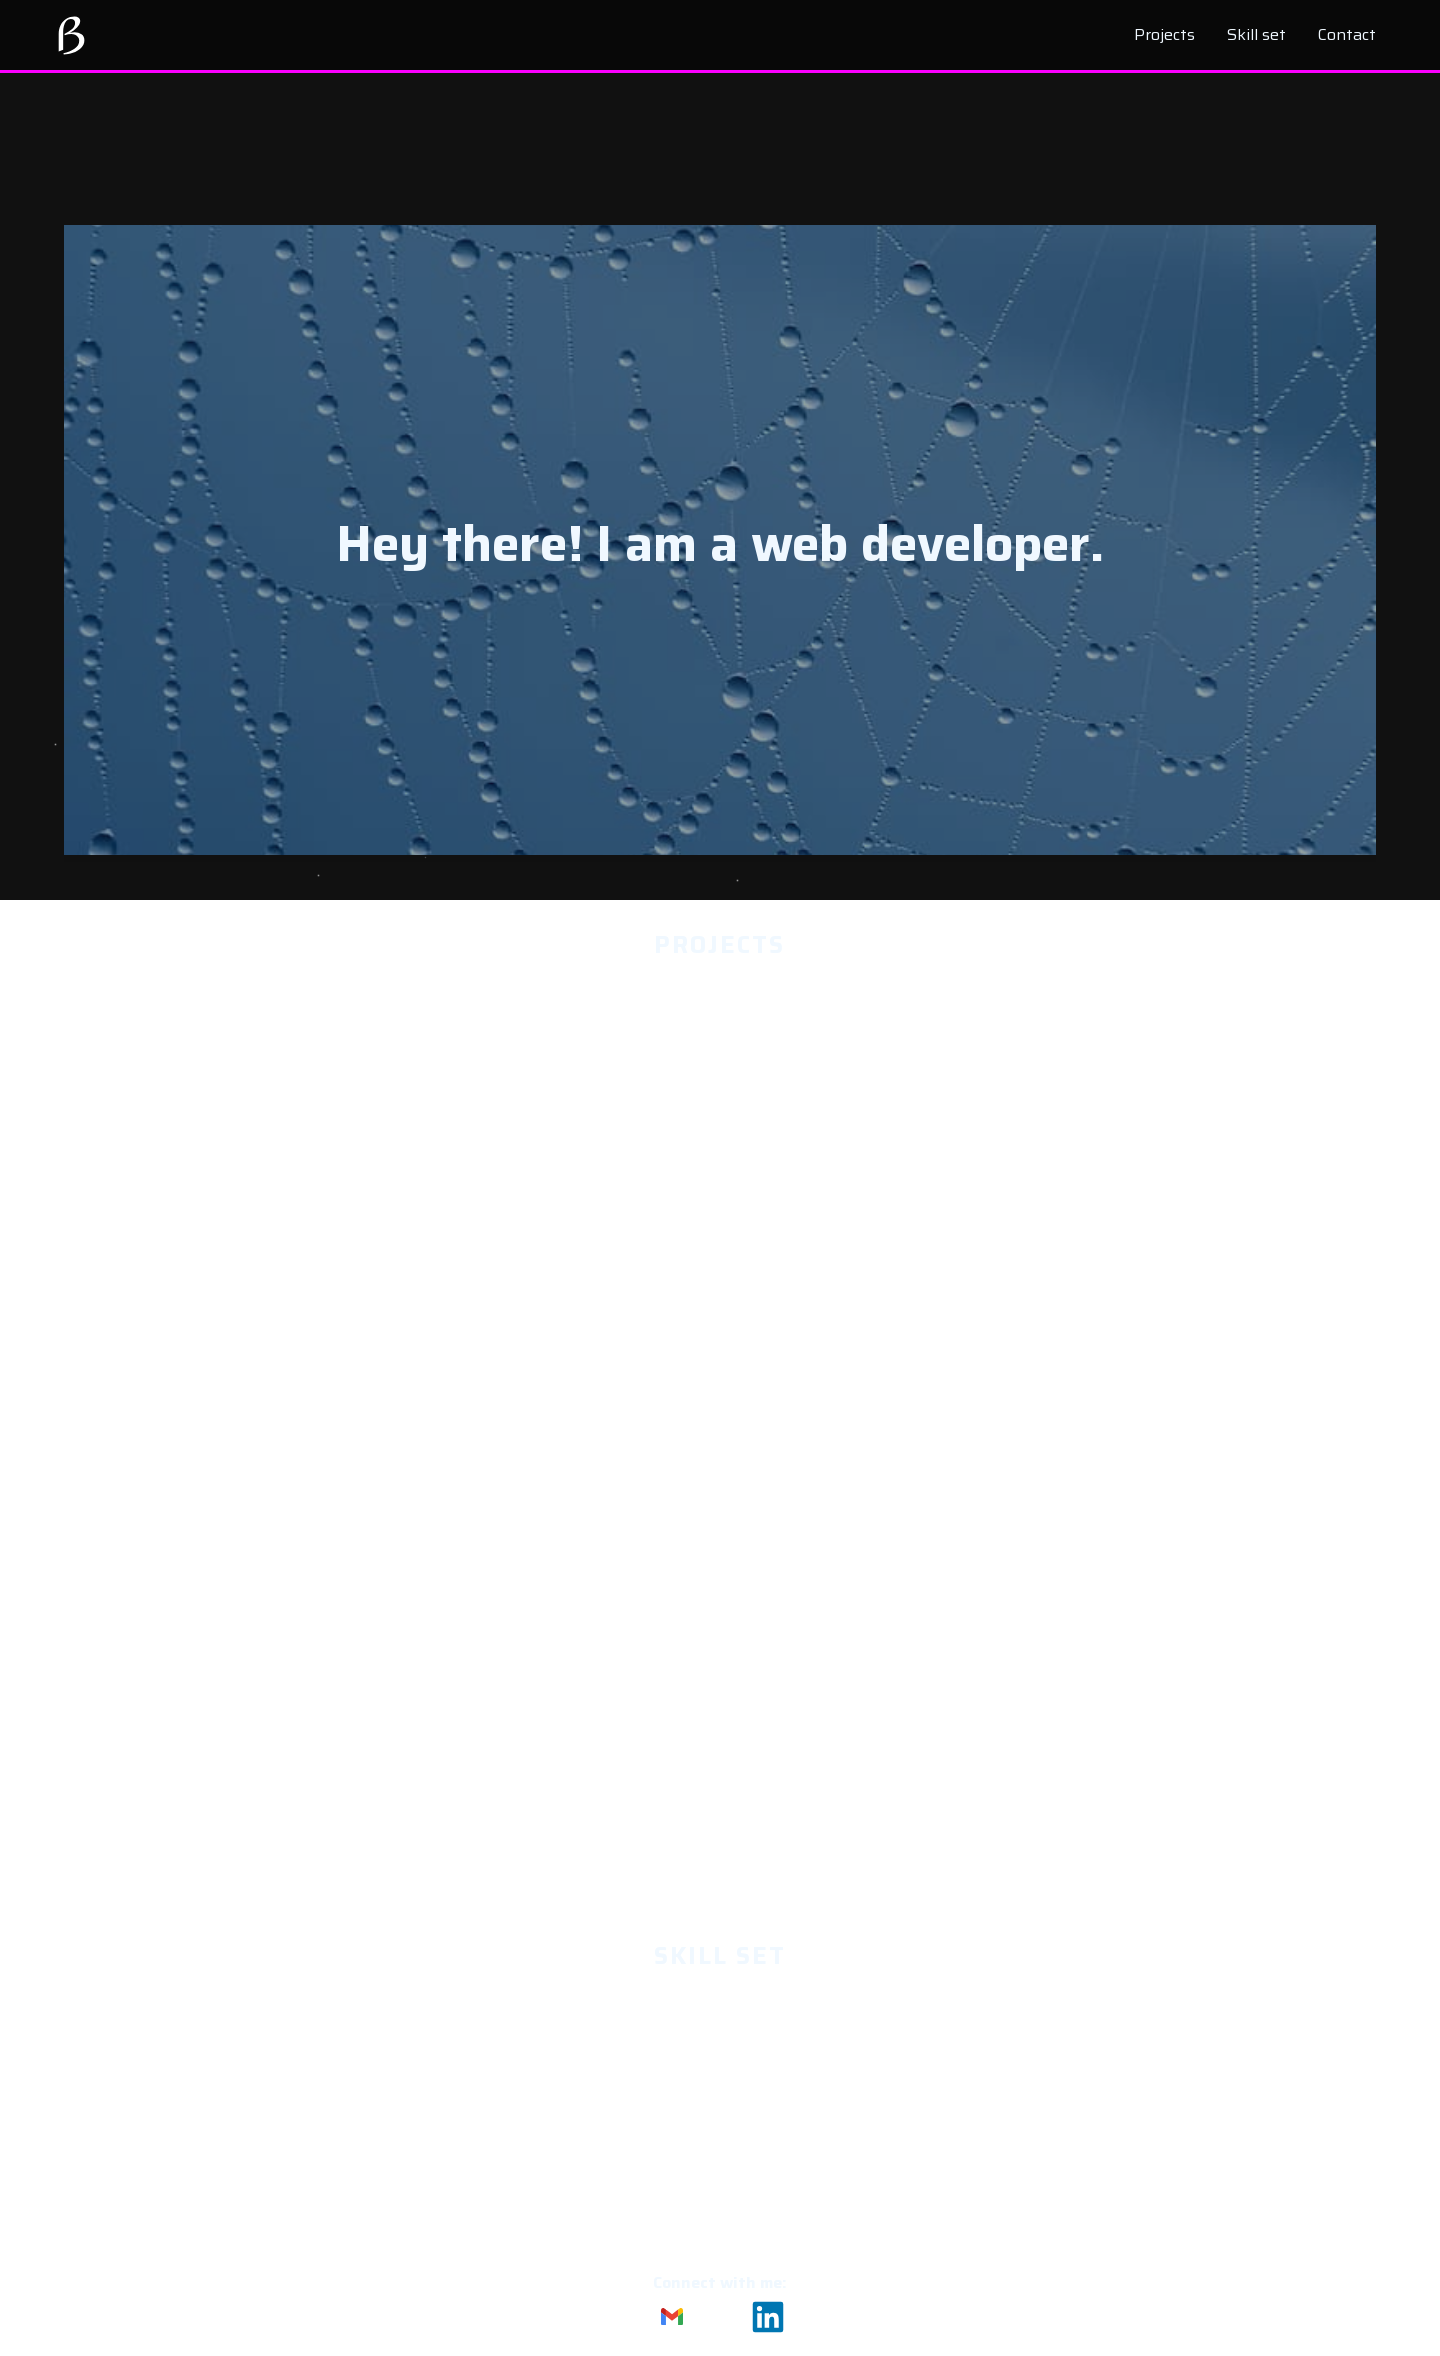 B
Projects Skill set Contact
Hey there! I am a web developer.
PROJECTS
SKILL SET
Connect with me:
in